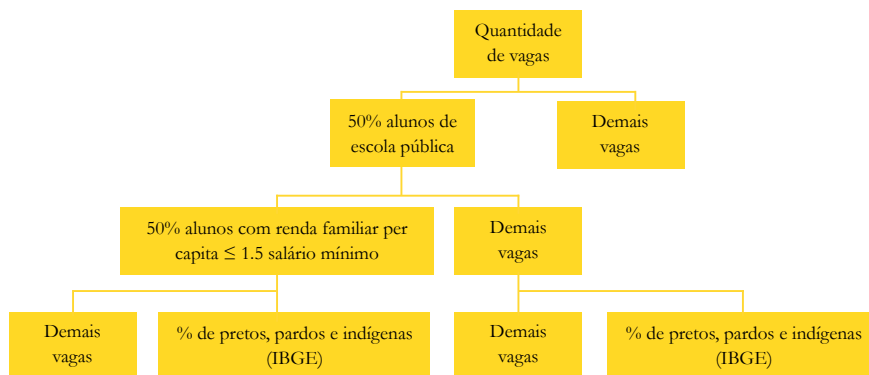 Quantidade
de vagas
50% alunos de
escola pública
Demais
vagas
50% alunos com renda familiar per
capita ≤ 1.5 salário mínimo
Demais
vagas
Demais
vagas
% de pretos, pardos e indígenas
(IBGE)
Demais
vagas
% de pretos, pardos e indígenas
(IBGE)